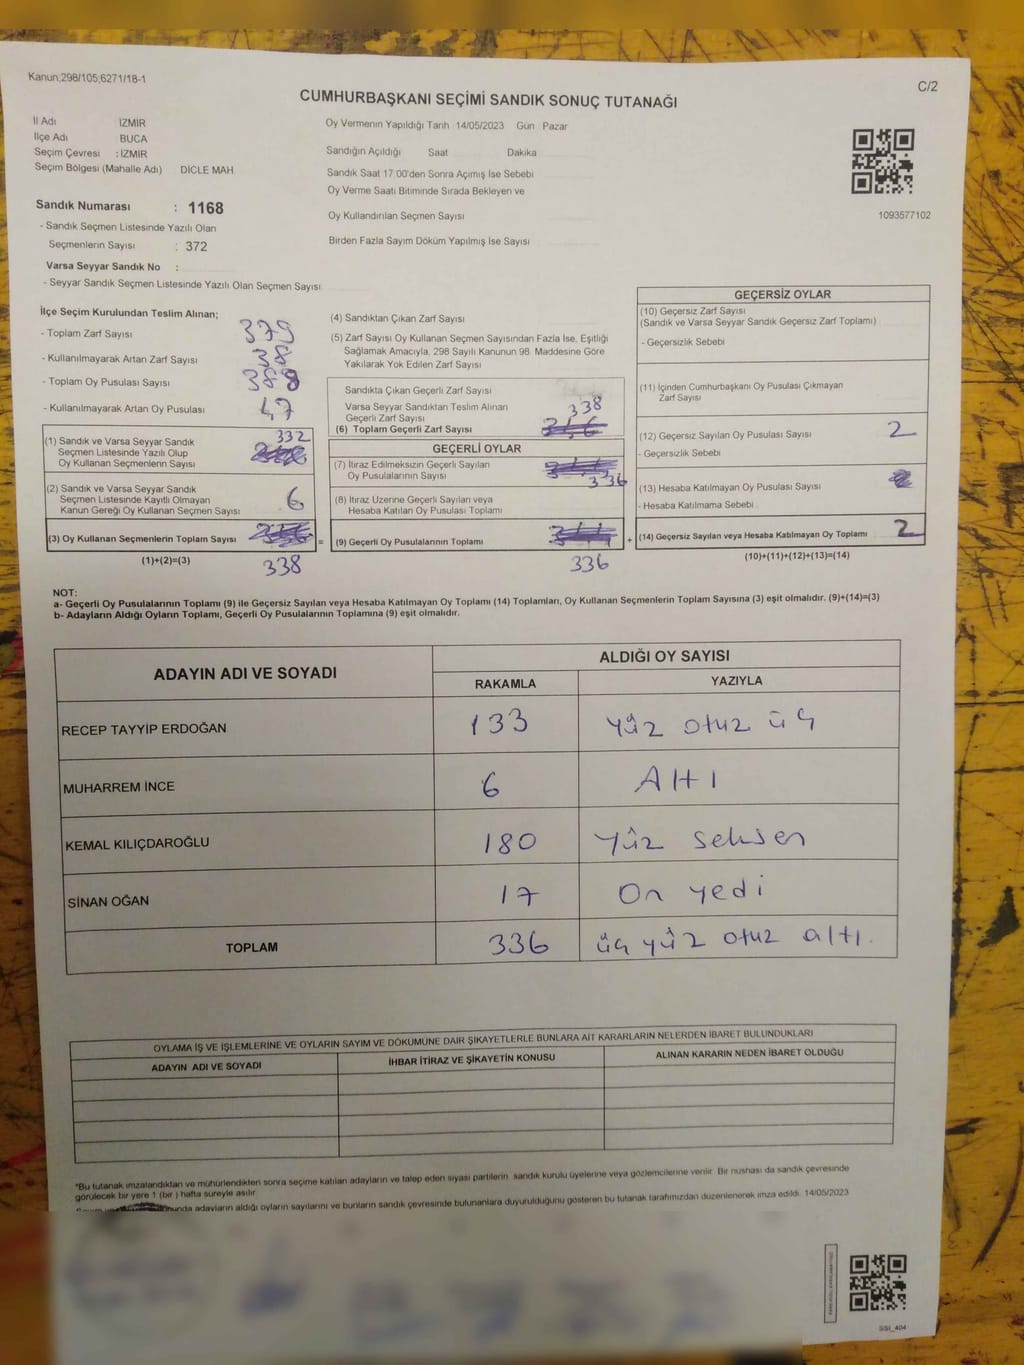 Kanun;298/105;6271/18-1
C/2
CUMHURBAŞKANI SEÇİMİ SANDIK SONUÇ TUTANAĞI
İl Adı İZMİR
İlçe Adı BUCA
Seçim Çevresi : İZMİR
Seçim Bölgesi (Mahalle Adı) DİCLE MAH
Oy Vermenin Yapıldığı Tarih 14/05/2023 Gün Pazar
Sandığın Açıldığı Saat Dakika
Sandık Saat 17:00'den Sonra Açımış İse Sebebi
Oy Verme Saati Bitiminde Sırada Bekleyen ve
Oy Kullandırılan Seçmen Sayısı
Birden Fazla Sayım Döküm Yapılmış İse Sayısı
1093577102
Sandık Numarası : 1168
- Sandık Seçmen Listesinde Yazılı Olan
Seçmenlerin Sayısı : 372
Varsa Seyyar Sandık No :
- Seyyar Sandık Seçmen Listesinde Yazılı Olan Seçmen Sayısı
İlçe Seçim Kurulundan Teslim Alınan;
- Toplam Zarf Sayısı 379
- Kullanılmayarak Artan Zarf Sayısı 38
- Toplam Oy Pusulası Sayısı
- Kullanılmayarak Artan Oy Pusulası 47
(1) Sandık ve Varsa Seyyar Sandık 332
Seçmen Listesinde Yazılı Olup
Oy Kullanan Seçmenlerin Sayısı
(2) Sandık ve Varsa Seyyar Sandık
Seçmen Listesinde Kayıtlı Olmayan 6
Kanun Gereği Oy Kullanan Seçmen Sayısı
(3) Oy Kullanan Seçmenlerin Toplam Sayısı =
(1)+(2)=(3) 338
(4) Sandıktan Çıkan Zarf Sayısı
(5) Zarf Sayısı Oy Kullanan Seçmen Sayısından Fazla İse, Eşitliği
Sağlamak Amacıyla, 298 Sayılı Kanunun 98. Maddesine Göre
Yakılarak Yok Edilen Zarf Sayısı
Sandıkta Çıkan Geçerli Zarf Sayısı
Varsa Seyyar Sandıktan Teslim Alınan 338
Geçerli Zarf Sayısı
(6) Toplam Geçerli Zarf Sayısı
GEÇERLİ OYLAR
(7) İtiraz Edilmeksizin Geçerli Sayılan
Oy Pusulalarının Sayısı 336
(8) İtiraz Üzerine Geçerli Sayılan veya
Hesaba Katılan Oy Pusulası Toplamı
(9) Geçerli Oy Pusulalarının Toplamı +
336
GEÇERSİZ OYLAR
(10) Geçersiz Zarf Sayısı
(Sandık ve Varsa Seyyar Sandık Geçersiz Zarf Toplamı)
- Geçersizlik Sebebi
(11) İçinden Cumhurbaşkanı Oy Pusulası Çıkmayan
Zarf Sayısı
(12) Geçersiz Sayılan Oy Pusulası Sayısı 2
- Geçersizlik Sebebi
(13) Hesaba Katılmayan Oy Pusulası Sayısı
- Hesaba Katılmama Sebebi
(14) Geçersiz Sayılan veya Hesaba Katılmayan Oy Toplamı 2
(10)+(11)+(12)+(13)=(14)
NOT:
a- Geçerli Oy Pusulalarının Toplamı (9) ile Geçersiz Sayılan veya Hesaba Katılmayan Oy Toplamı (14) Toplamları, Oy Kullanan Seçmenlerin Toplam Sayısına (3) eşit olmalıdır. (9)+(14)=(3)
b- Adayların Aldığı Oyların Toplamı, Geçerli Oy Pusulalarının Toplamına (9) eşit olmalıdır.
ADAYIN ADI VE SOYADI ALDIĞI OY SAYISI
RAKAMLA YAZIYLA
RECEP TAYYİP ERDOĞAN 133 yüz otuz üç
MUHARREM İNCE 6 Altı
KEMAL KILIÇDAROĞLU 180 yüz seksen
SİNAN OĞAN 17 On yedi
TOPLAM 336 üç yüz otuz altı.
OYLAMA İŞ VE İŞLEMLERİNE VE OYLARIN SAYIM VE DÖKÜMÜNE DAİR ŞİKAYETLERLE BUNLARA AİT KARARLARIN NELERDEN İBARET BULUNDUKLARI
ADAYIN ADI VE SOYADI İHBAR İTİRAZ VE ŞİKAYETİN KONUSU ALINAN KARARIN NEDEN İBARET OLDUĞU
*Bu tutanak imzalandıktan ve mühürlendikten sonra seçime katılan adayların ve talep eden siyasi partilerin sandık kurulu üyelerine veya gözlemcilerine verilir. Bir nüshası da sandık çevresinde
görülecek bir yere 1 (bir) hafta süreyle asılır.
adayların aldığı oyların sayılarını ve bunların sandık çevresinde bulunanlara duyurulduğunu gösteren bu tutanak tarafımızdan düzenlenerek imza edildi. 14/05/2023
SSI_404